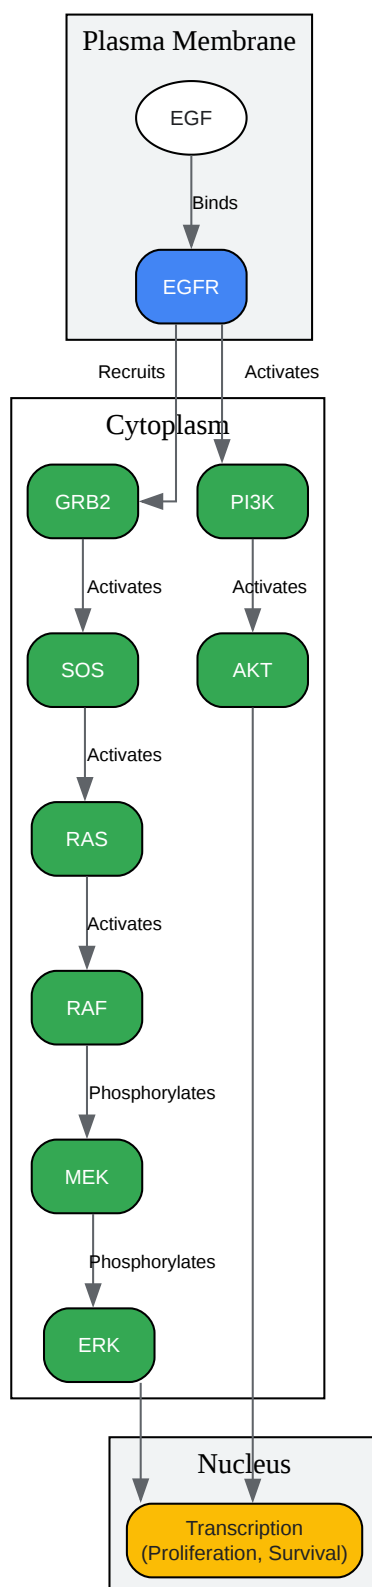 Plasma Membrane
EGF
Binds
EGFR
Recruits
Activates
Cytoplasm
GRB2
PI3K
Activates
Activates
SOS
AKT
Activates
RAS
Activates
RAF
Phosphorylates
MEK
Phosphorylates
ERK
Nucleus
Transcription
(Proliferation, Survival)